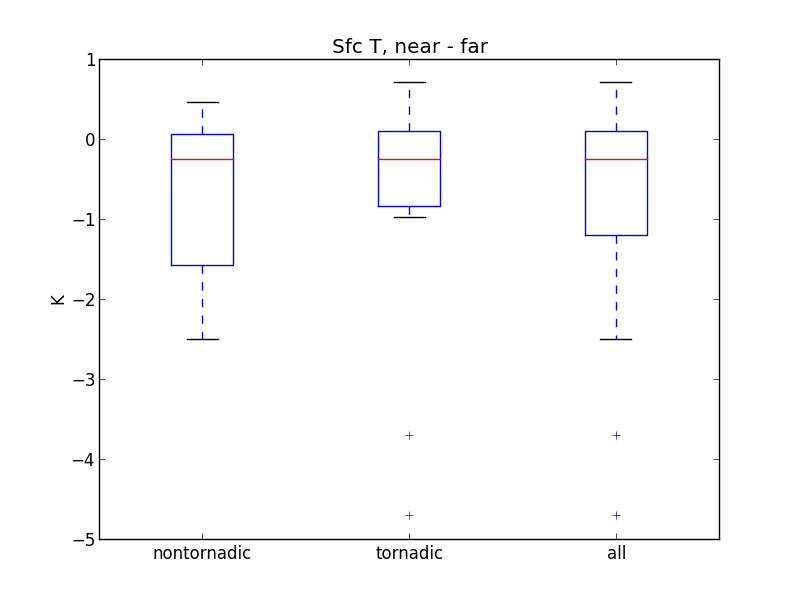 Sfc T, near - far
1
0
−1
−2
−3
−4
−5
K
nontornadic
tornadic
all